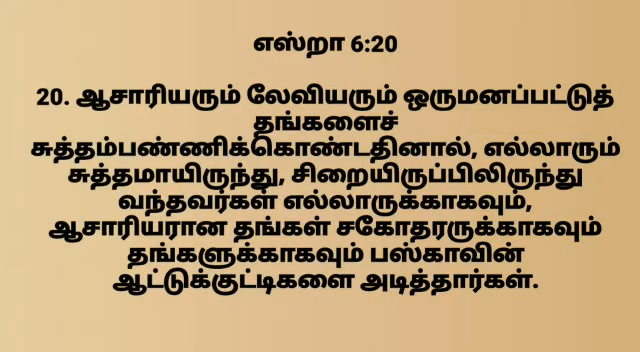 எஸ்றா 6:20
20. ஆசாரியரும் லேவியரும் ஒருமனப்பட்டுத்
தங்களைச்
சுத்தம்பண்ணிக்கொண்டதினால், எல்லாரும்
சுத்தமாயிருந்து, சிறையிருப்பிலிருந்து
வந்தவர்கள் எல்லாருக்காகவும்,
ஆசாரியரான தங்கள் சகோதரருக்காகவும்
தங்களுக்காகவும் பஸ்காவின்
ஆட்டுக்குட்டிகளை அடித்தார்கள்.